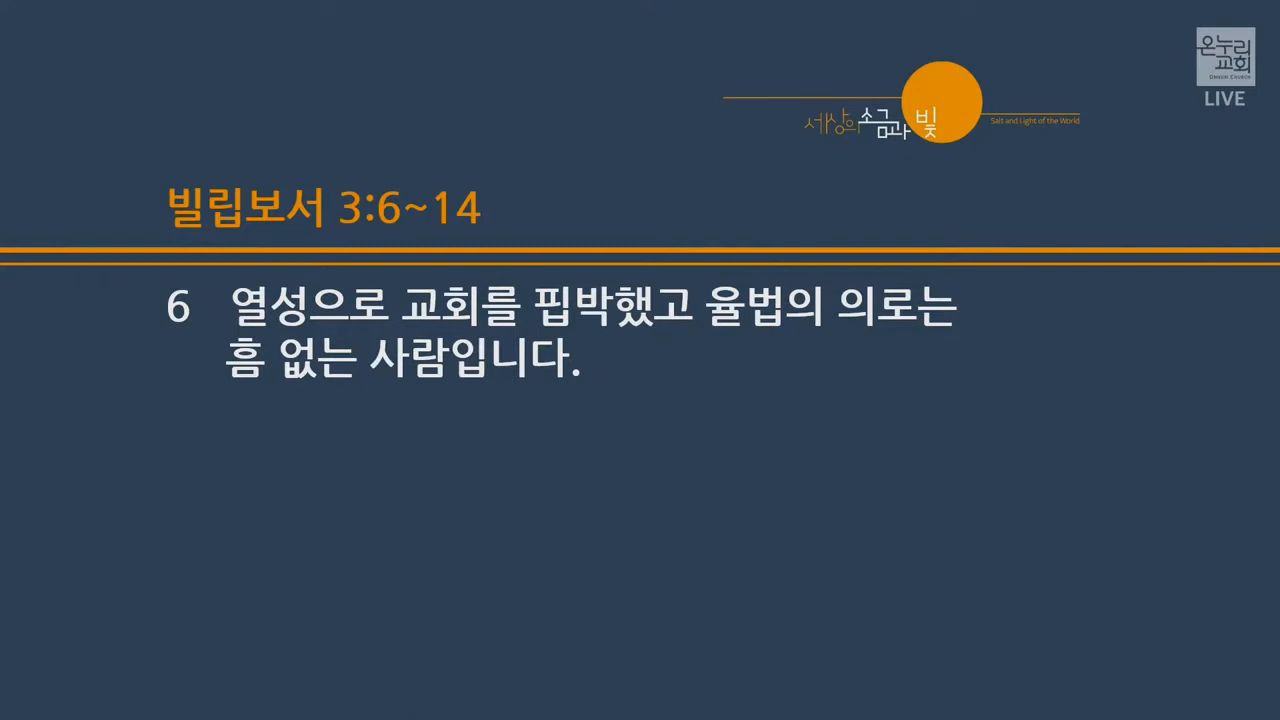 온누리
교회
ONNURI CHURCH
LIVE
세상의 소금과 빛
Salt and Light of the World
빌립보서 3:6~14
6 열성으로 교회를 핍박했고 율법의 의로는
흠 없는 사람입니다.